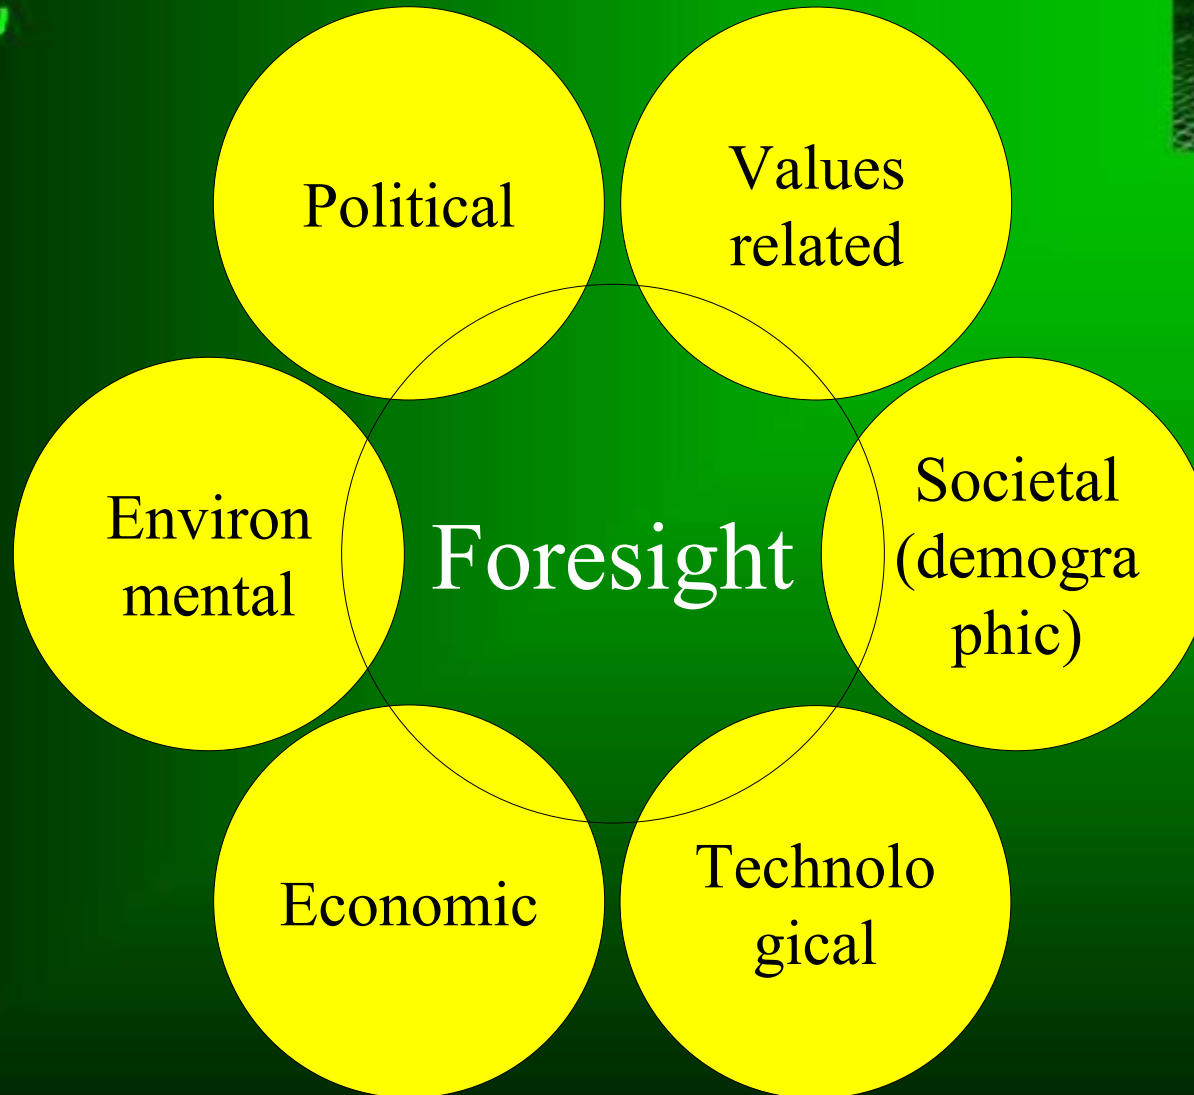 Political
Values
related
Environ
mental
Foresight
Societal
(demogra
phic)
Economic
Technolo
gical